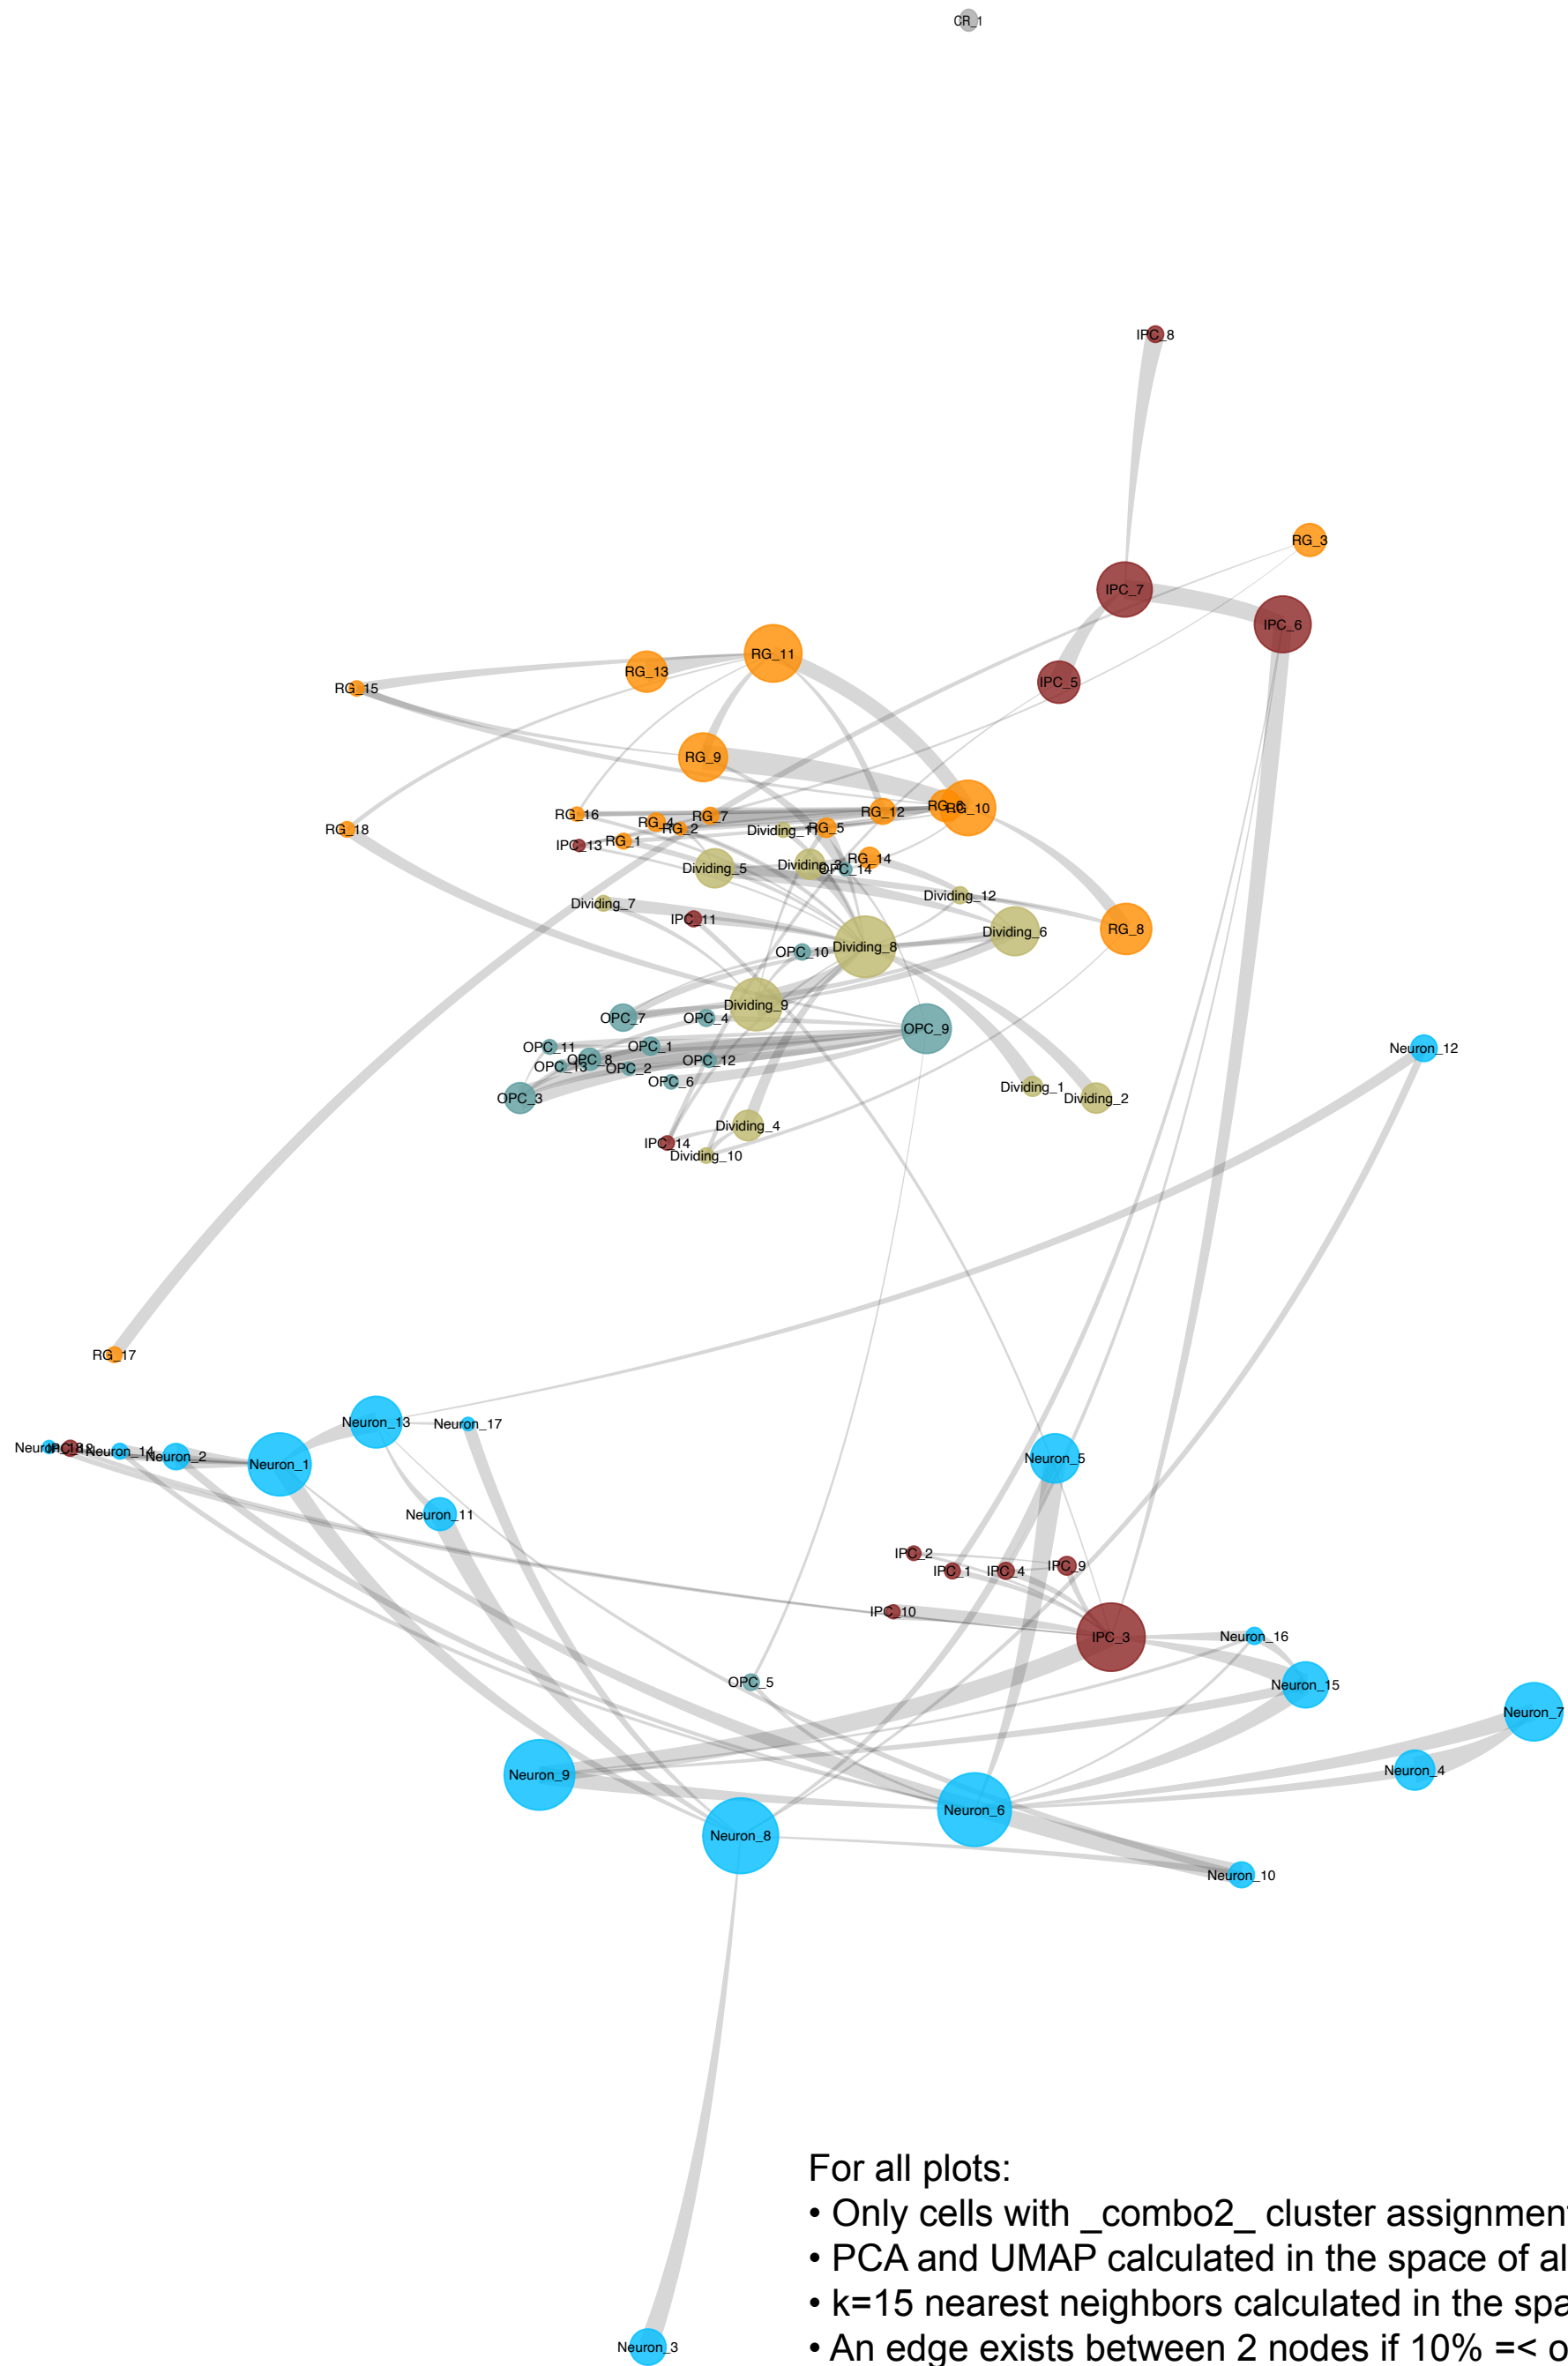 CR_1
IPC_8
RG_3
IPC_7
IPC_6
RG_11
RG_13
IPC_5
RG_15
RG_9
RG_10
RG_12
RG_16
RG_7
RG_4
RG_2
RG_5
Dividing_11
RG_18
RG_1
IPC_13
RG_14
Dividing_3
OPC_14
Dividing_5
Dividing_12
Dividing_7
IPC_11
Dividing_6
RG_8
Dividing_8
OPC_10
Dividing_9
OPC_7
OPC_4
OPC_9
OPC_11
OPC_1
Neuron_12
OPC_8
OPC_12
OPC_13
OPC_2
OPC_6
Dividing_1
OPC_3
Dividing_2
Dividing_4
IPC_14
Dividing_10
RG_17
Neuron_13
Neuron_17
Neuron_14
Neuron_2
Neuron_1
Neuron_5
Neuron_11
IPC_2
IPC_9
IPC_1
IPC_4
IPC_10
IPC_3
Neuron_16
OPC_5
Neuron_15
Neuron_7
Neuron_9
Neuron_4
Neuron_6
Neuron_8
Neuron_10
For all plots:
• Only cells with _combo2_ cluster assignment
• PCA and UMAP calculated in the space of al
• k=15 nearest neighbors calculated in the spa
• An edge exists between 2 nodes if 10% =< o
Neuron_3